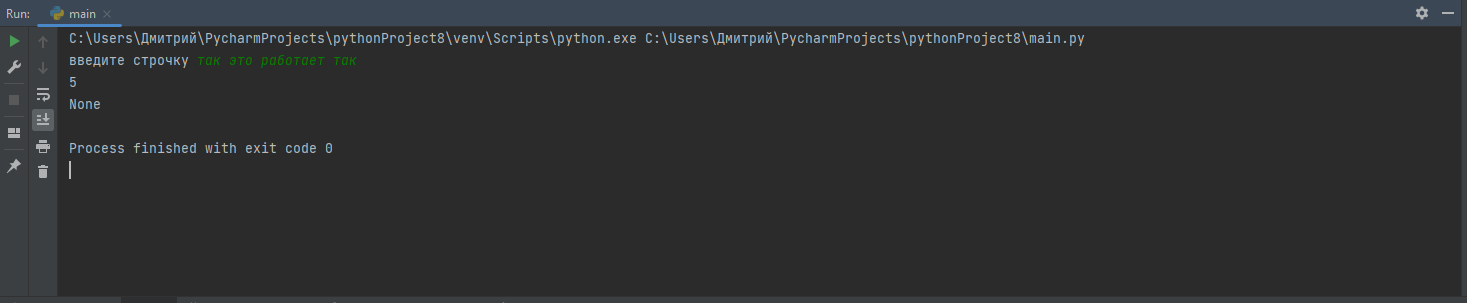 Run: main
C:\Users\Дмитрий\PycharmProjects\pythonProject8\venv\Scripts\python.exe C:\Users\Дмитрий\PycharmProjects\pythonProject8\main.py
введите строчку так это работает так
5
None
Process finished with exit code 0